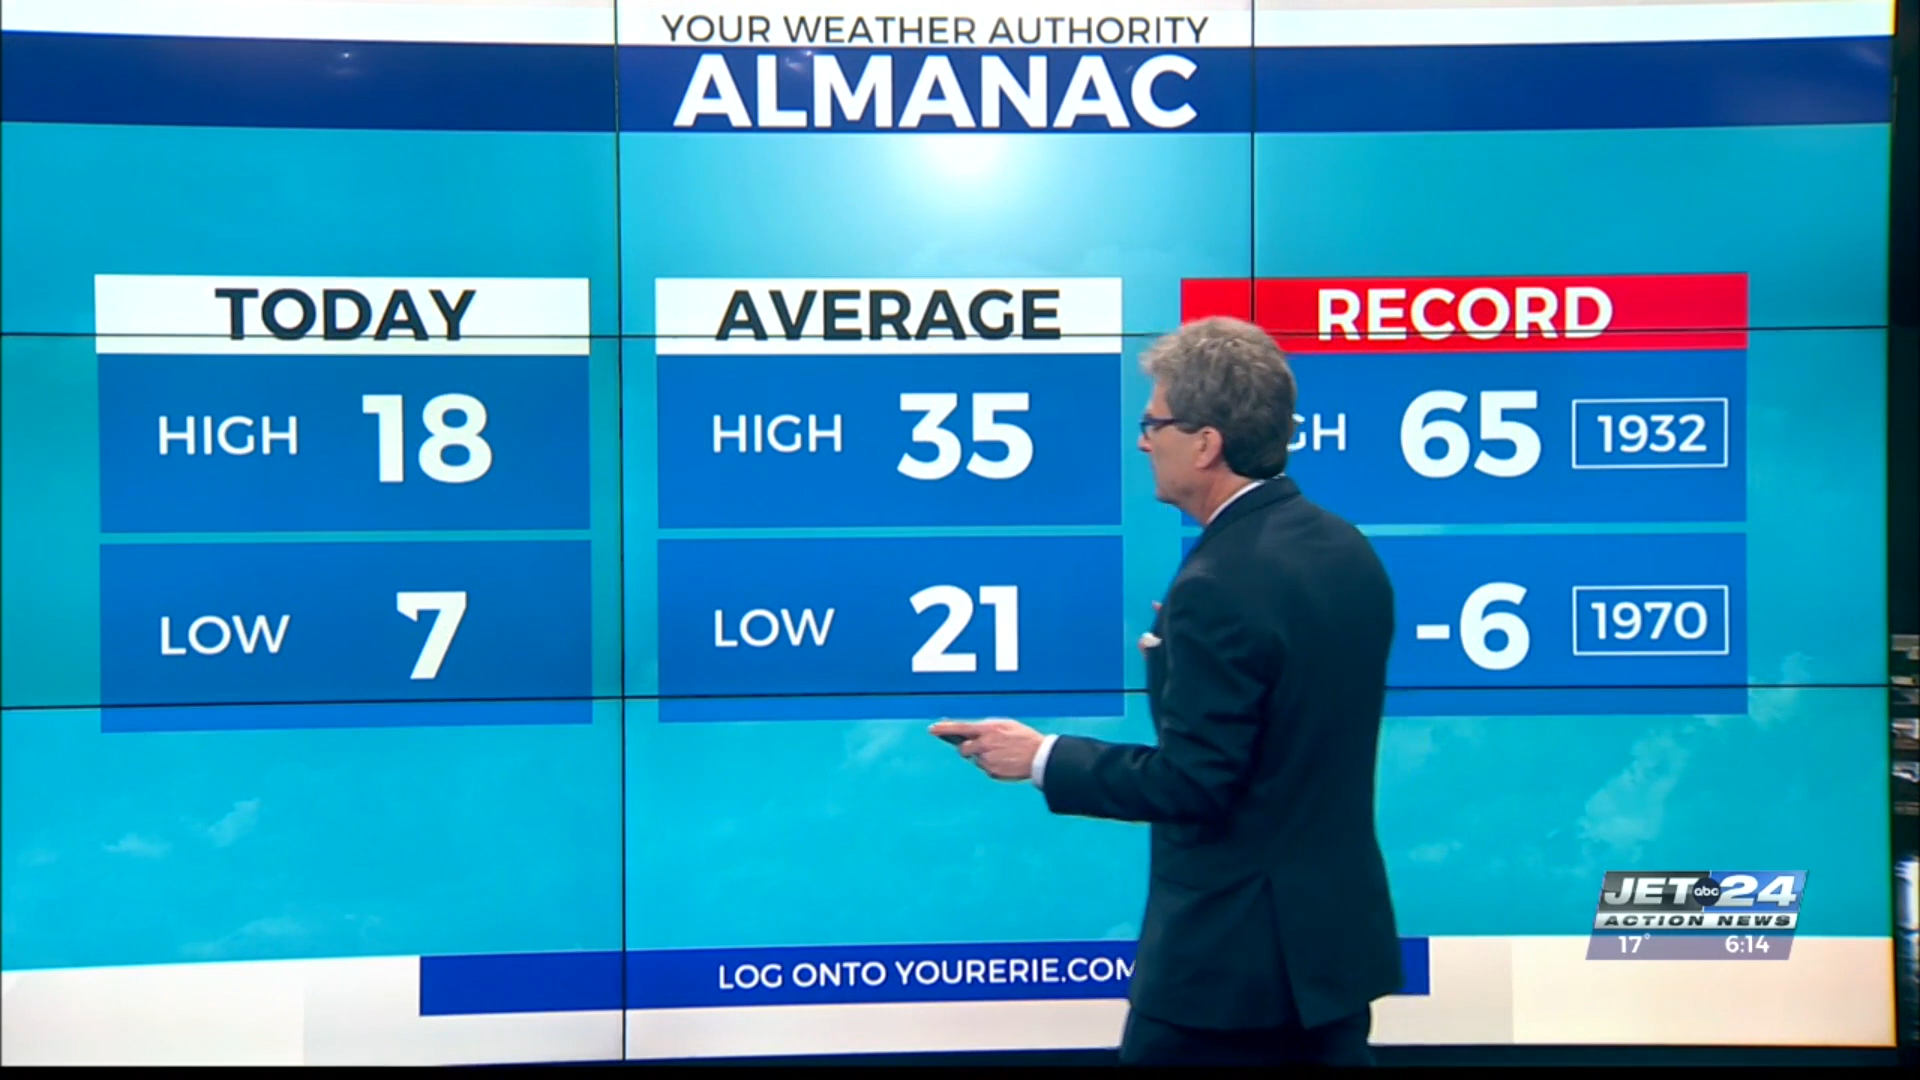 YOUR WEATHER AUTHORITY
ALMANAC
TODAY
HIGH 18
LOW 7
AVERAGE
HIGH 35
LOW 21
RECORD
65 1932
-6 1970
LOG ONTO YOURERIE.COM
JET abc 24
ACTION NEWS
17° 6:14